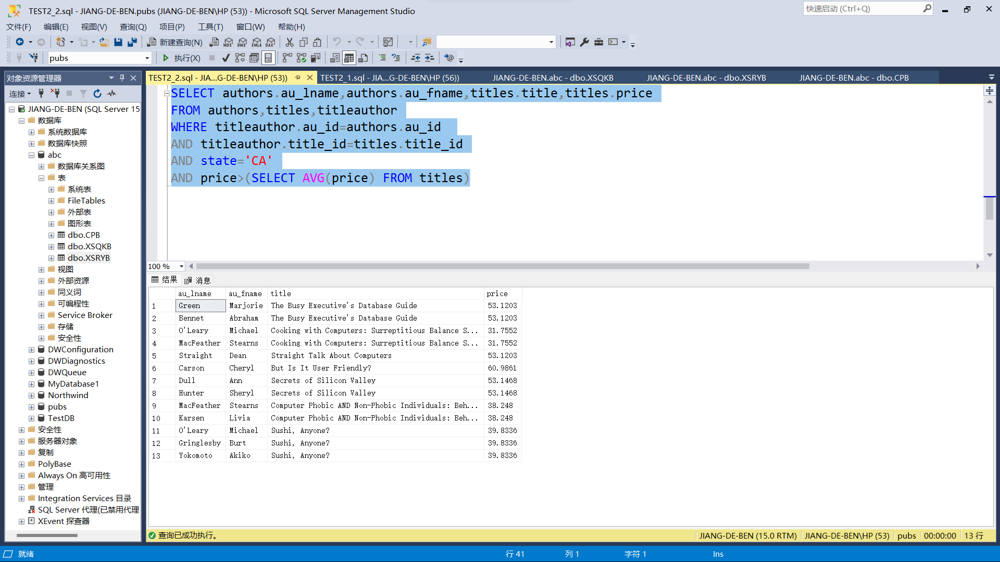 TEST2_2.sql - JIANG-DE-BEN.pubs (JIANG-DE-BEN\HP (53)) - Microsoft SQL Server Management Studio
快速启动 (Ctrl+Q)
文件(F) 编辑(E) 视图(V) 查询(Q) 项目(P) 工具(T) 窗口(W) 帮助(H)
新建查询(N) MDX DMX XMLA DAX
pubs 执行(X)
对象资源管理器
连接
JIANG-DE-BEN (SQL Server 15
数据库
系统数据库
数据库快照
abc
数据库关系图
表
系统表
FileTables
外部表
图形表
dbo.CPB
dbo.XSQKB
dbo.XSRYB
视图
外部资源
同义词
可编程性
Service Broker
存储
安全性
DWConfiguration
DWDiagnostics
DWQueue
MyDatabase1
Northwind
pubs
TestDB
安全性
服务器对象
复制
PolyBase
Always On 高可用性
管理
Integration Services 目录
SQL Server 代理(已禁用代理
XEvent 探查器
TEST2_2.sql - JIA...G-DE-BEN\HP (53)) TEST2_1.sql - JIA...G-DE-BEN\HP (56)) JIANG-DE-BEN.abc - dbo.XSQKB JIANG-DE-BEN.abc - dbo.XSRYB JIANG-DE-BEN.abc - dbo.CPB
SELECT authors.au_lname,authors.au_fname,titles.title,titles.price
FROM authors,titles,titleauthor
WHERE titleauthor.au_id=authors.au_id
AND titleauthor.title_id=titles.title_id
AND state='CA'
AND price>(SELECT AVG(price) FROM titles)
100 %
结果 消息
au_lname au_fname title price
1 Green Marjorie The Busy Executive's Database Guide 53.1203
2 Bennet Abraham The Busy Executive's Database Guide 53.1203
3 O'Leary Michael Cooking with Computers: Surreptitious Balance S... 31.7552
4 MacFeather Stearns Cooking with Computers: Surreptitious Balance S... 31.7552
5 Straight Dean Straight Talk About Computers 53.1203
6 Carson Cheryl But Is It User Friendly? 60.9861
7 Dull Ann Secrets of Silicon Valley 53.1468
8 Hunter Sheryl Secrets of Silicon Valley 53.1468
9 MacFeather Stearns Computer Phobic AND Non-Phobic Individuals: Beh... 38.248
10 Karsen Livia Computer Phobic AND Non-Phobic Individuals: Beh... 38.248
11 O'Leary Michael Sushi, Anyone? 39.8336
12 Gringlesby Burt Sushi, Anyone? 39.8336
13 Yokomoto Akiko Sushi, Anyone? 39.8336
查询已成功执行。 JIANG-DE-BEN (15.0 RTM) JIANG-DE-BEN\HP (53) pubs 00:00:00 13 行
就绪 行 41 列 1 字符 1 Ins